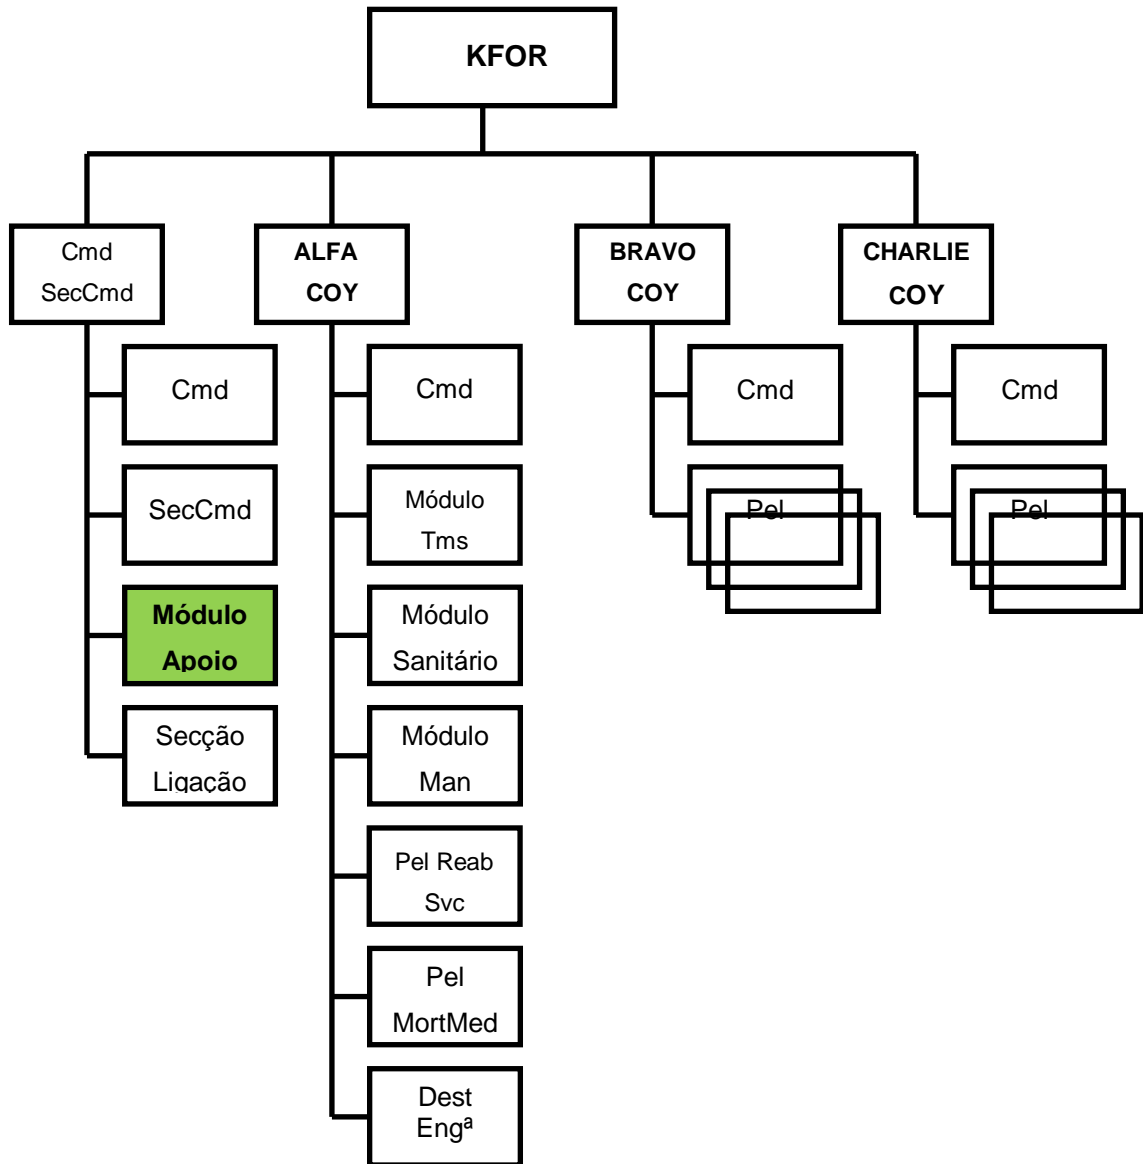 KFOR
Cmd
SecCmd
ALFA
COY
BRAVO
COY
CHARLIE
COY
Cmd
SecCmd
Módulo
Apoio
Secção
Ligação
Cmd
Módulo
Tms
Módulo
Sanitário
Módulo
Man
Pel Reab
Svc
Pel
MortMed
Dest
Engª
Cmd
Pel
Cmd
Pel